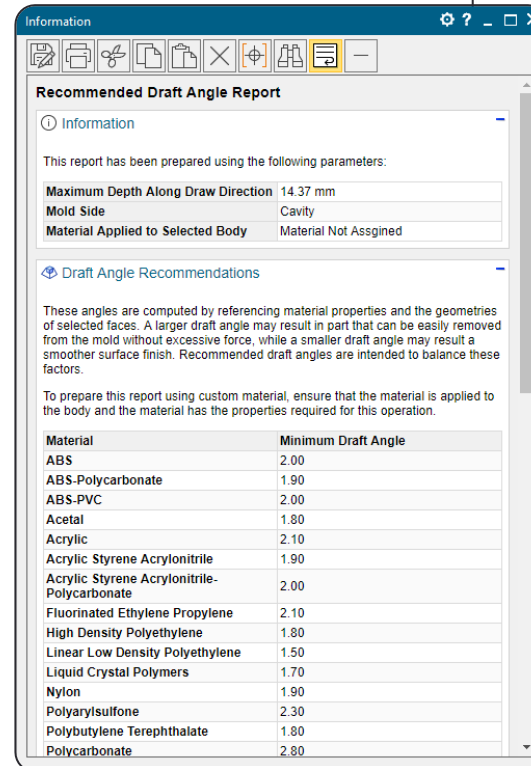 Information
Recommended Draft Angle Report
Information
This report has been prepared using the following parameters:
Maximum Depth Along Draw Direction 14.37 mm
Mold Side Cavity
Material Applied to Selected Body Material Not Assgined
Draft Angle Recommendations
These angles are computed by referencing material properties and the geometries
of selected faces. A larger draft angle may result in part that can be easily removed
from the mold without excessive force, while a smaller draft angle may result a
smoother surface finish. Recommended draft angles are intended to balance these
factors.
To prepare this report using custom material, ensure that the material is applied to
the body and the material has the properties required for this operation.
Material Minimum Draft Angle
ABS 2.00
ABS-Polycarbonate 1.90
ABS-PVC 2.00
Acetal 1.80
Acrylic 2.10
Acrylic Styrene Acrylonitrile 1.90
Acrylic Styrene Acrylonitrile-
Polycarbonate 2.00
Fluorinated Ethylene Propylene 2.10
High Density Polyethylene 1.80
Linear Low Density Polyethylene 1.50
Liquid Crystal Polymers 1.70
Nylon 1.90
Polyarylsulfone 2.30
Polybutylene Terephthalate 1.80
Polycarbonate 2.80